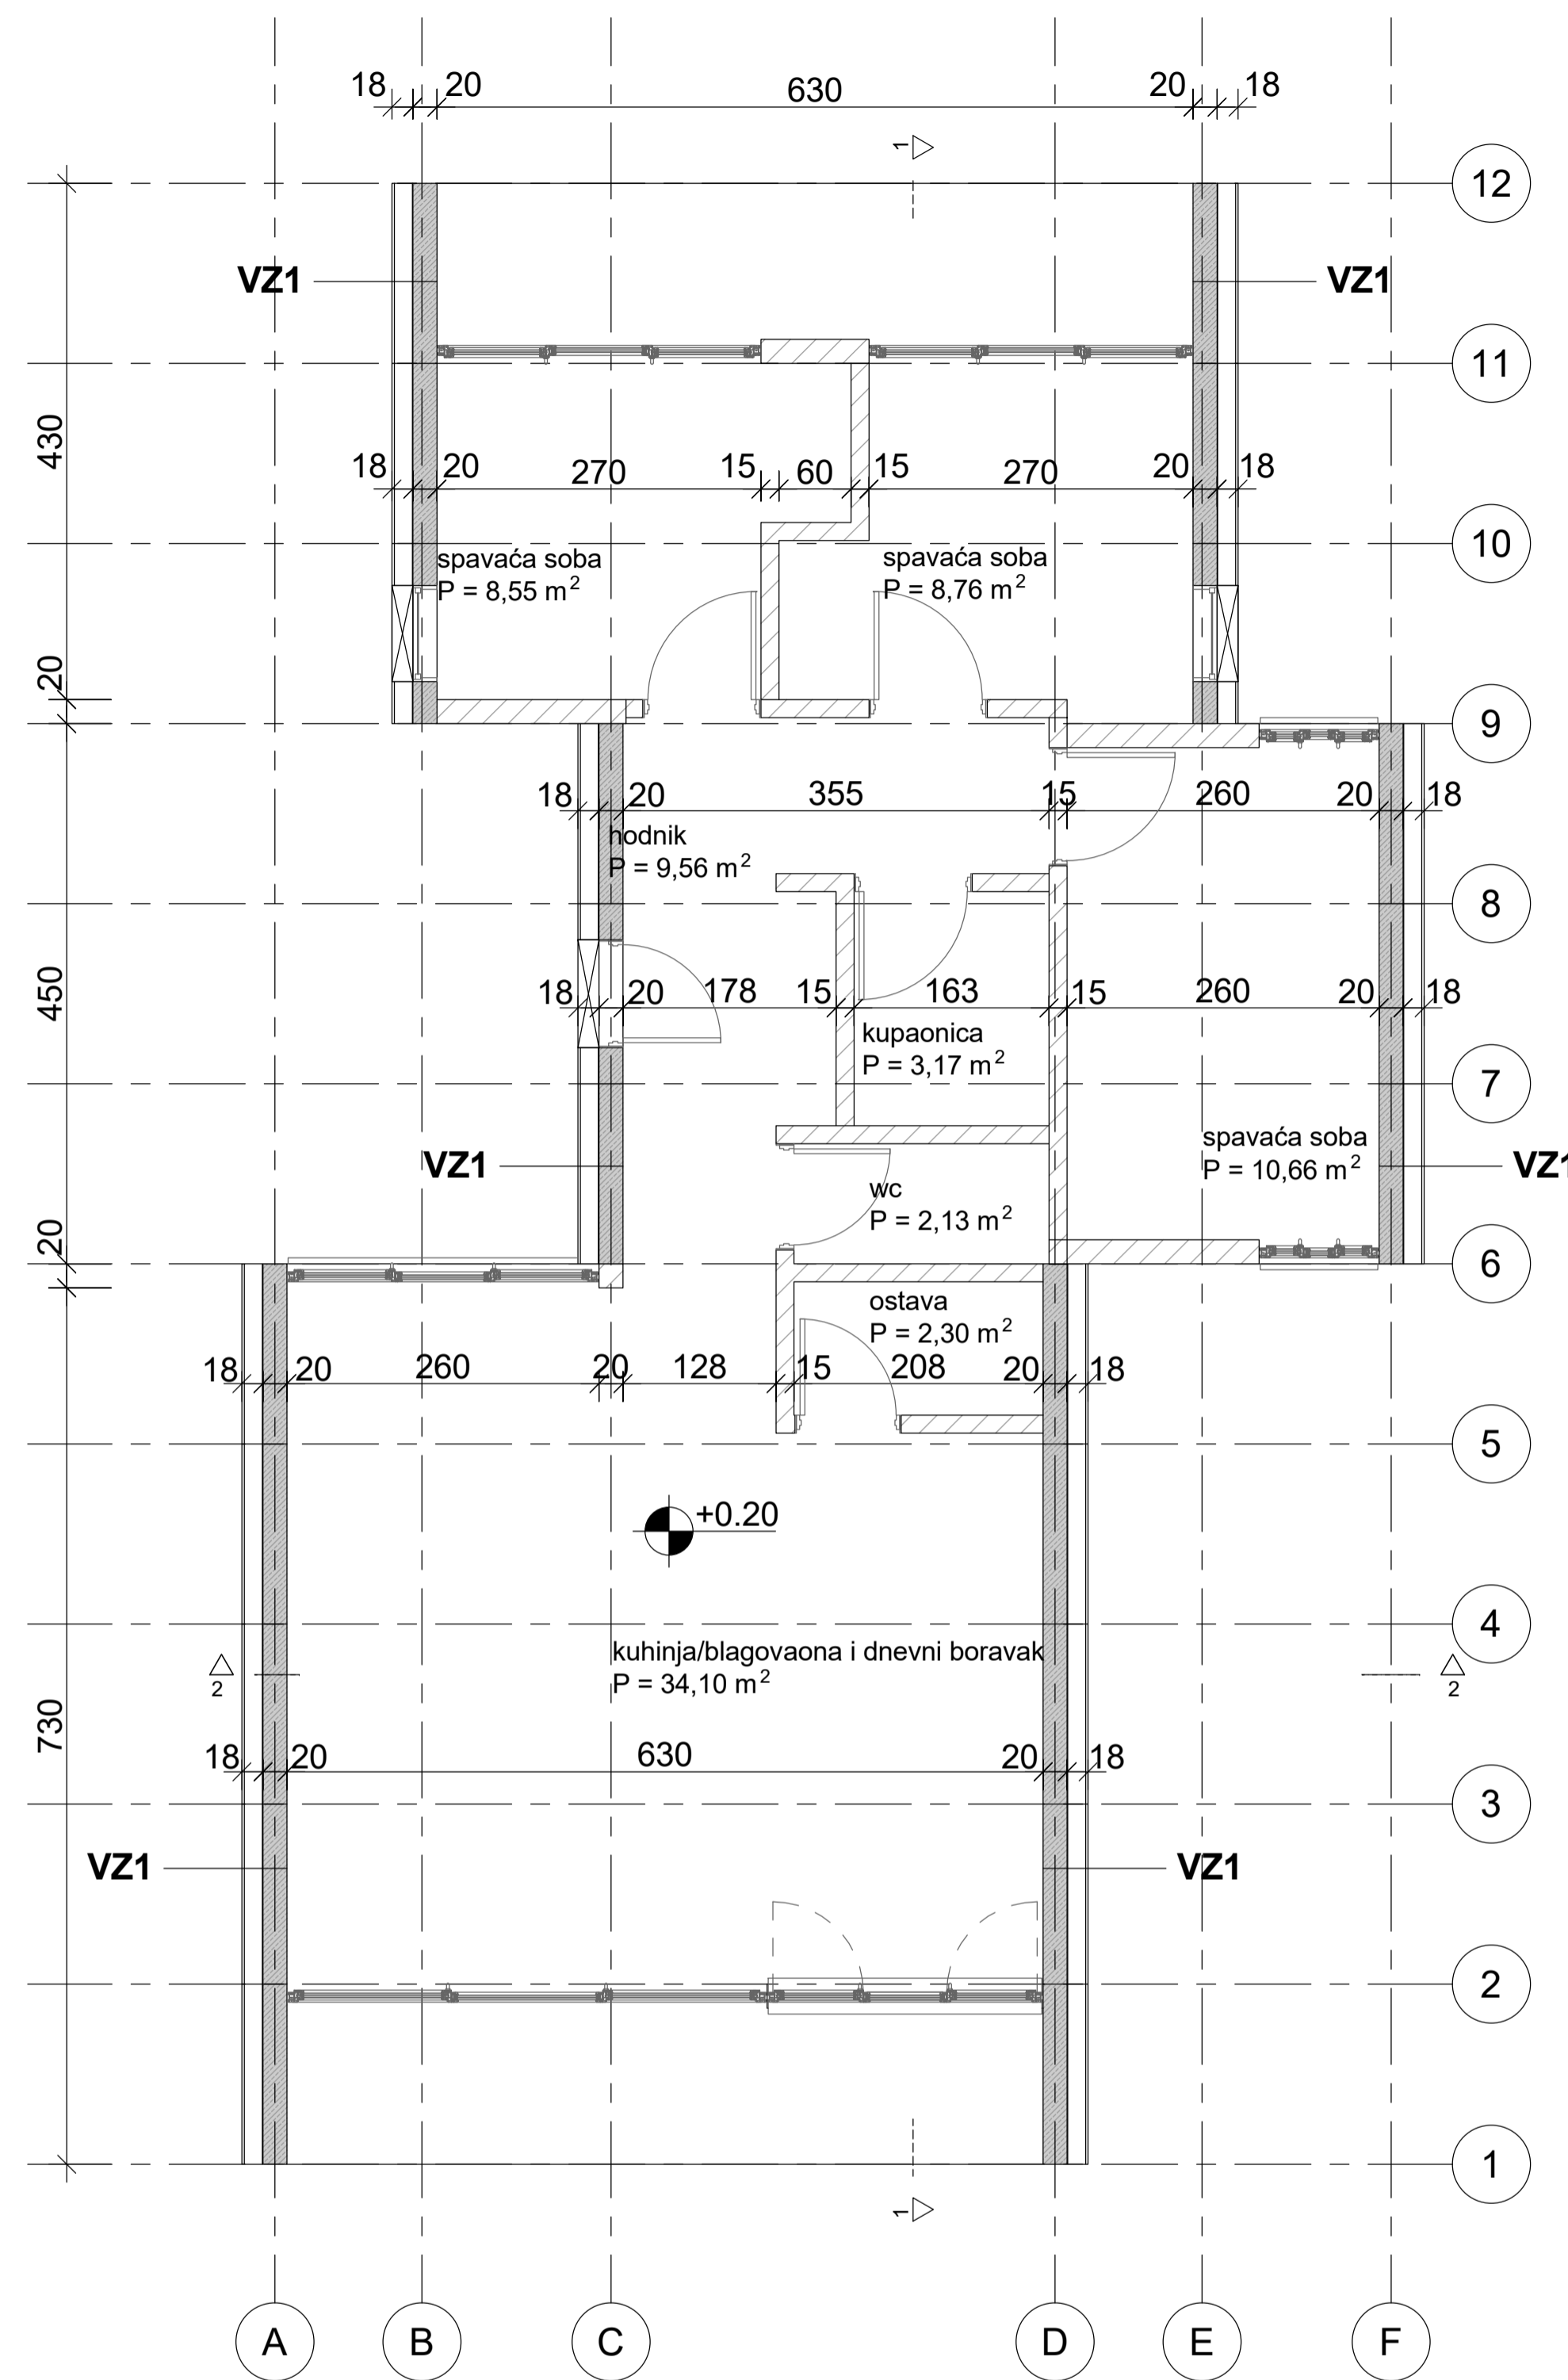 18 20 630 20 18
1
12
VZ1 VZ1
11
430
18 20 270 15 60 15 270 20 18
10
spavaća soba
P = 8,55 m²
spavaća soba
P = 8,76 m²
20
9
18 20 355 15 260 20 18
hodnik
P = 9,56 m²
8
450
18 20 178 15 163 15 260 20 18
kupaonica
P = 3,17 m²
7
spavaća soba
P = 10,66 m²
VZ1 VZ1
wc
P = 2,13 m²
20
6
ostava
P = 2,30 m²
18 20 260 20 128 15 208 20 18
5
+0.20
4
kuhinja/blagovaona i dnevni boravak
P = 34,10 m²
2 2
730
18 20 630 20 18
3
VZ1 VZ1
2
1
1
A B C D E F